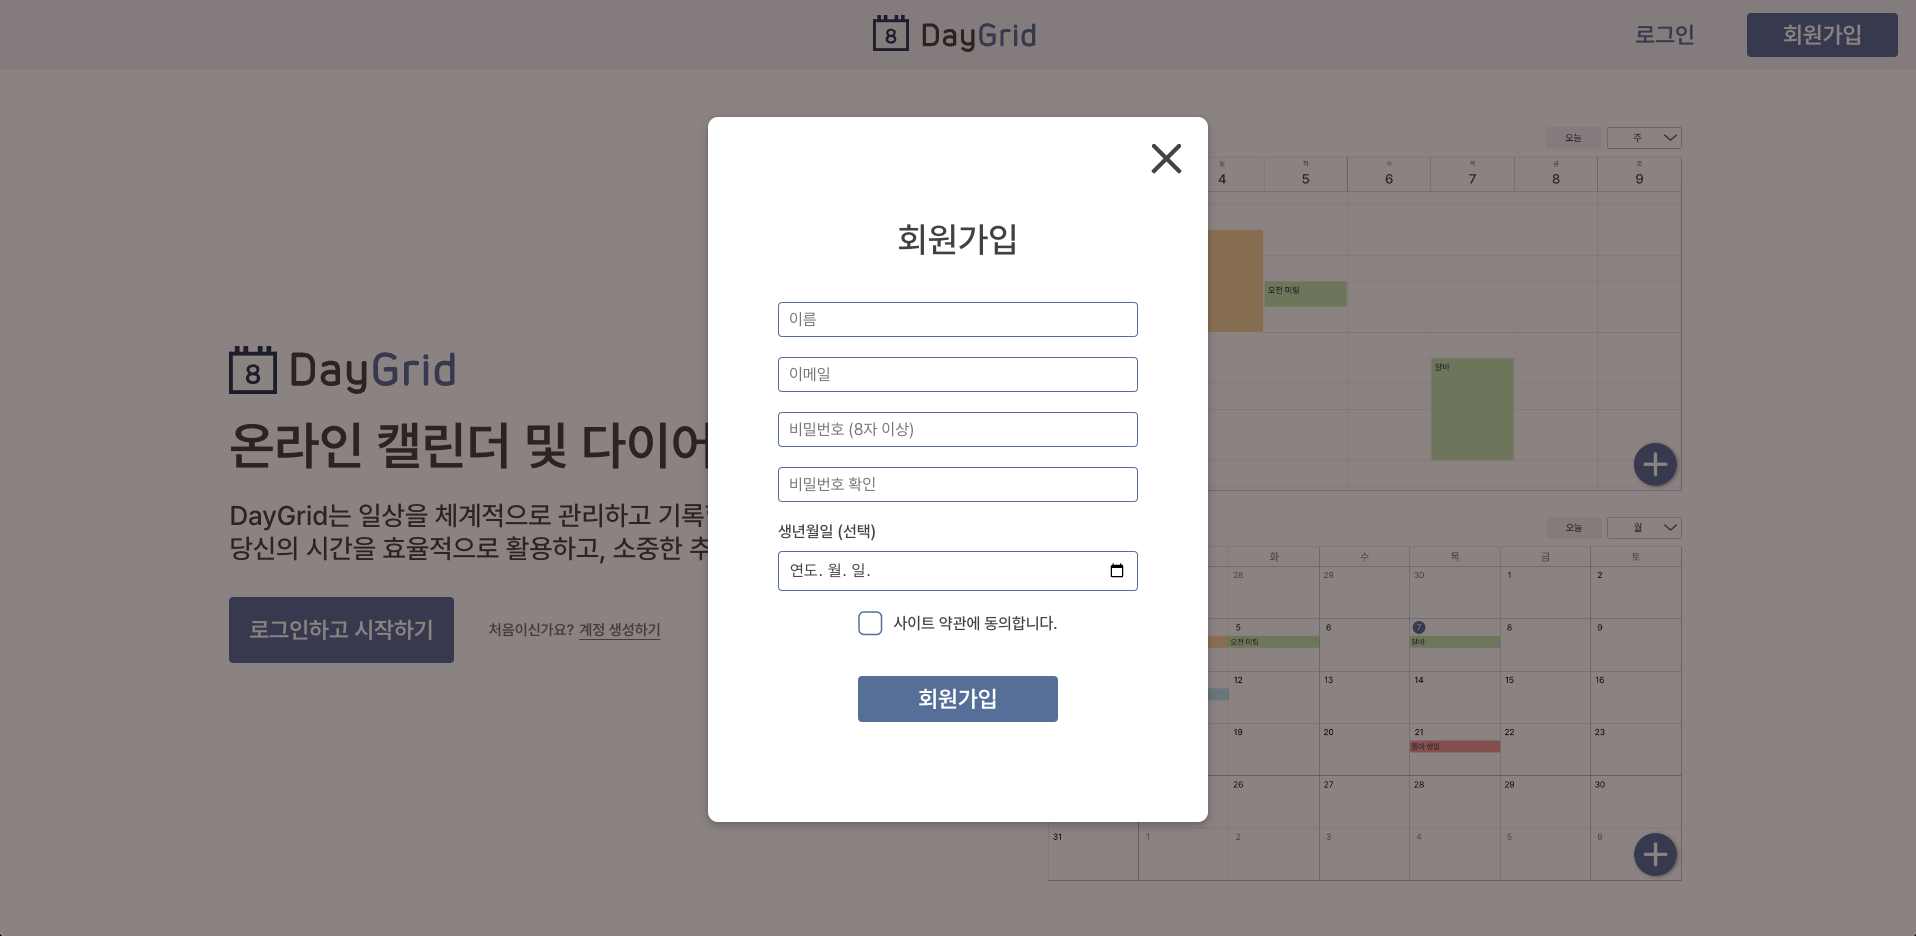 8 DayGrid
로그인
회원가입
8 DayGrid
온라인 캘린더 및 다이어
DayGrid는 일상을 체계적으로 관리하고 기록
당신의 시간을 효율적으로 활용하고, 소중한 추
로그인하고 시작하기
처음이신가요? 계정 생성하기
회원가입
이름
이메일
비밀번호 (8자 이상)
비밀번호 확인
생년월일 (선택)
연도. 월. 일.
사이트 약관에 동의합니다.
회원가입
오늘 주
일 화 수 목 금 토
4 5 6 7 8 9
오전 미팅
알바
오늘 월
화 수 목 금 토
28 29 30 1 2
5 6 7 8 9
오전 미팅 알바
12 13 14 15 16
19 20 21 22 23
26 27 28 29 30
31 1 2 3 4 5 6